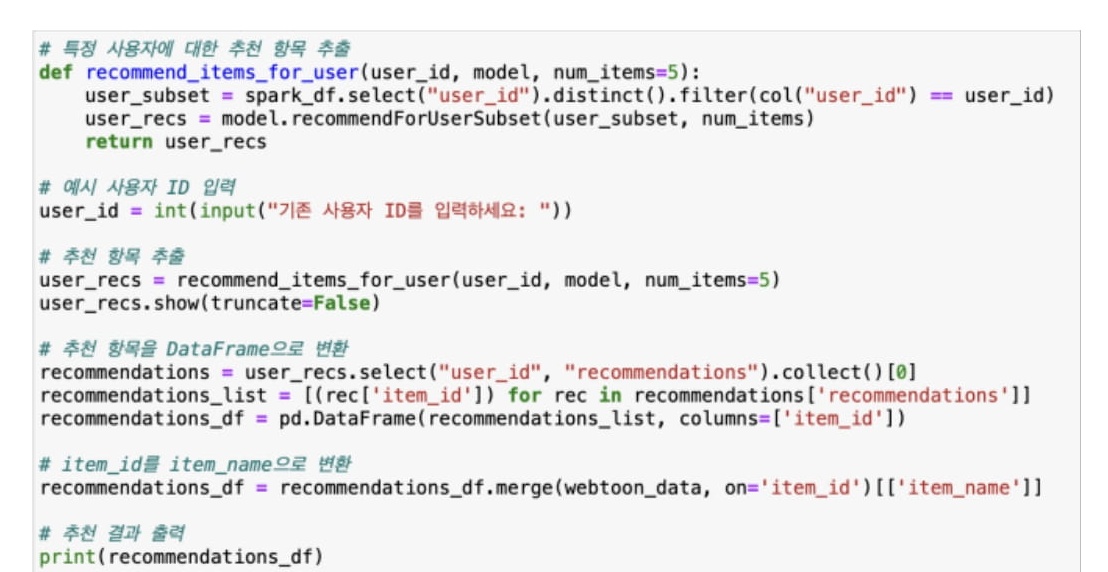 # 특정 사용자에 대한 추천 항목 추출
def recommend_items_for_user(user_id, model, num_items=5):
    user_subset = spark_df.select("user_id").distinct().filter(col("user_id") == user_id)
    user_recs = model.recommendForUserSubset(user_subset, num_items)
    return user_recs

# 예시 사용자 ID 입력
user_id = int(input("기존 사용자 ID를 입력하세요: "))

# 추천 항목 추출
user_recs = recommend_items_for_user(user_id, model, num_items=5)
user_recs.show(truncate=False)

# 추천 항목을 DataFrame으로 변환
recommendations = user_recs.select("user_id", "recommendations").collect()[0]
recommendations_list = [(rec['item_id']) for rec in recommendations['recommendations']]
recommendations_df = pd.DataFrame(recommendations_list, columns=['item_id'])

# item_id를 item_name으로 변환
recommendations_df = recommendations_df.merge(webtoon_data, on='item_id')[['item_name']]

# 추천 결과 출력
print(recommendations_df)